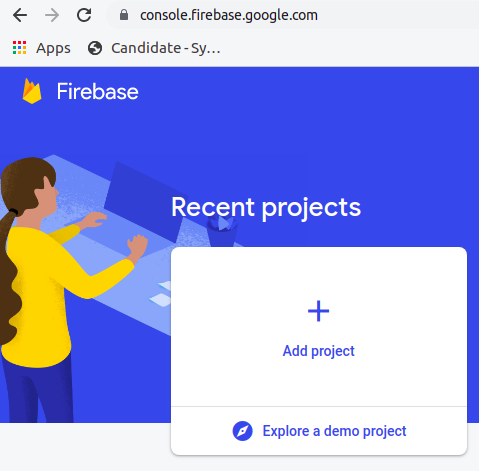 console.firebase.google.com
Apps
Candidate - Sy...
Firebase
Recent projects
Add project
Explore a demo project